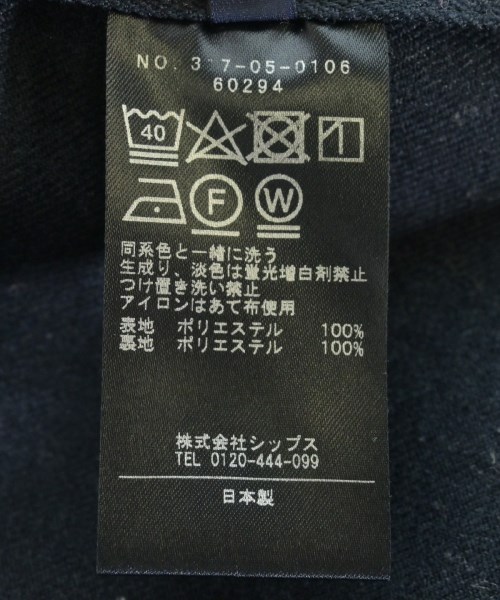 NO. 317-05-0106
60294
40
F W
同系色と一緒に洗う
生成り、淡色は蛍光増白剤禁止
つけ置き洗い禁止
アイロンはあて布使用
表地 ポリエステル 100%
裏地 ポリエステル 100%
株式会社シップス
TEL 0120-444-099
日本製